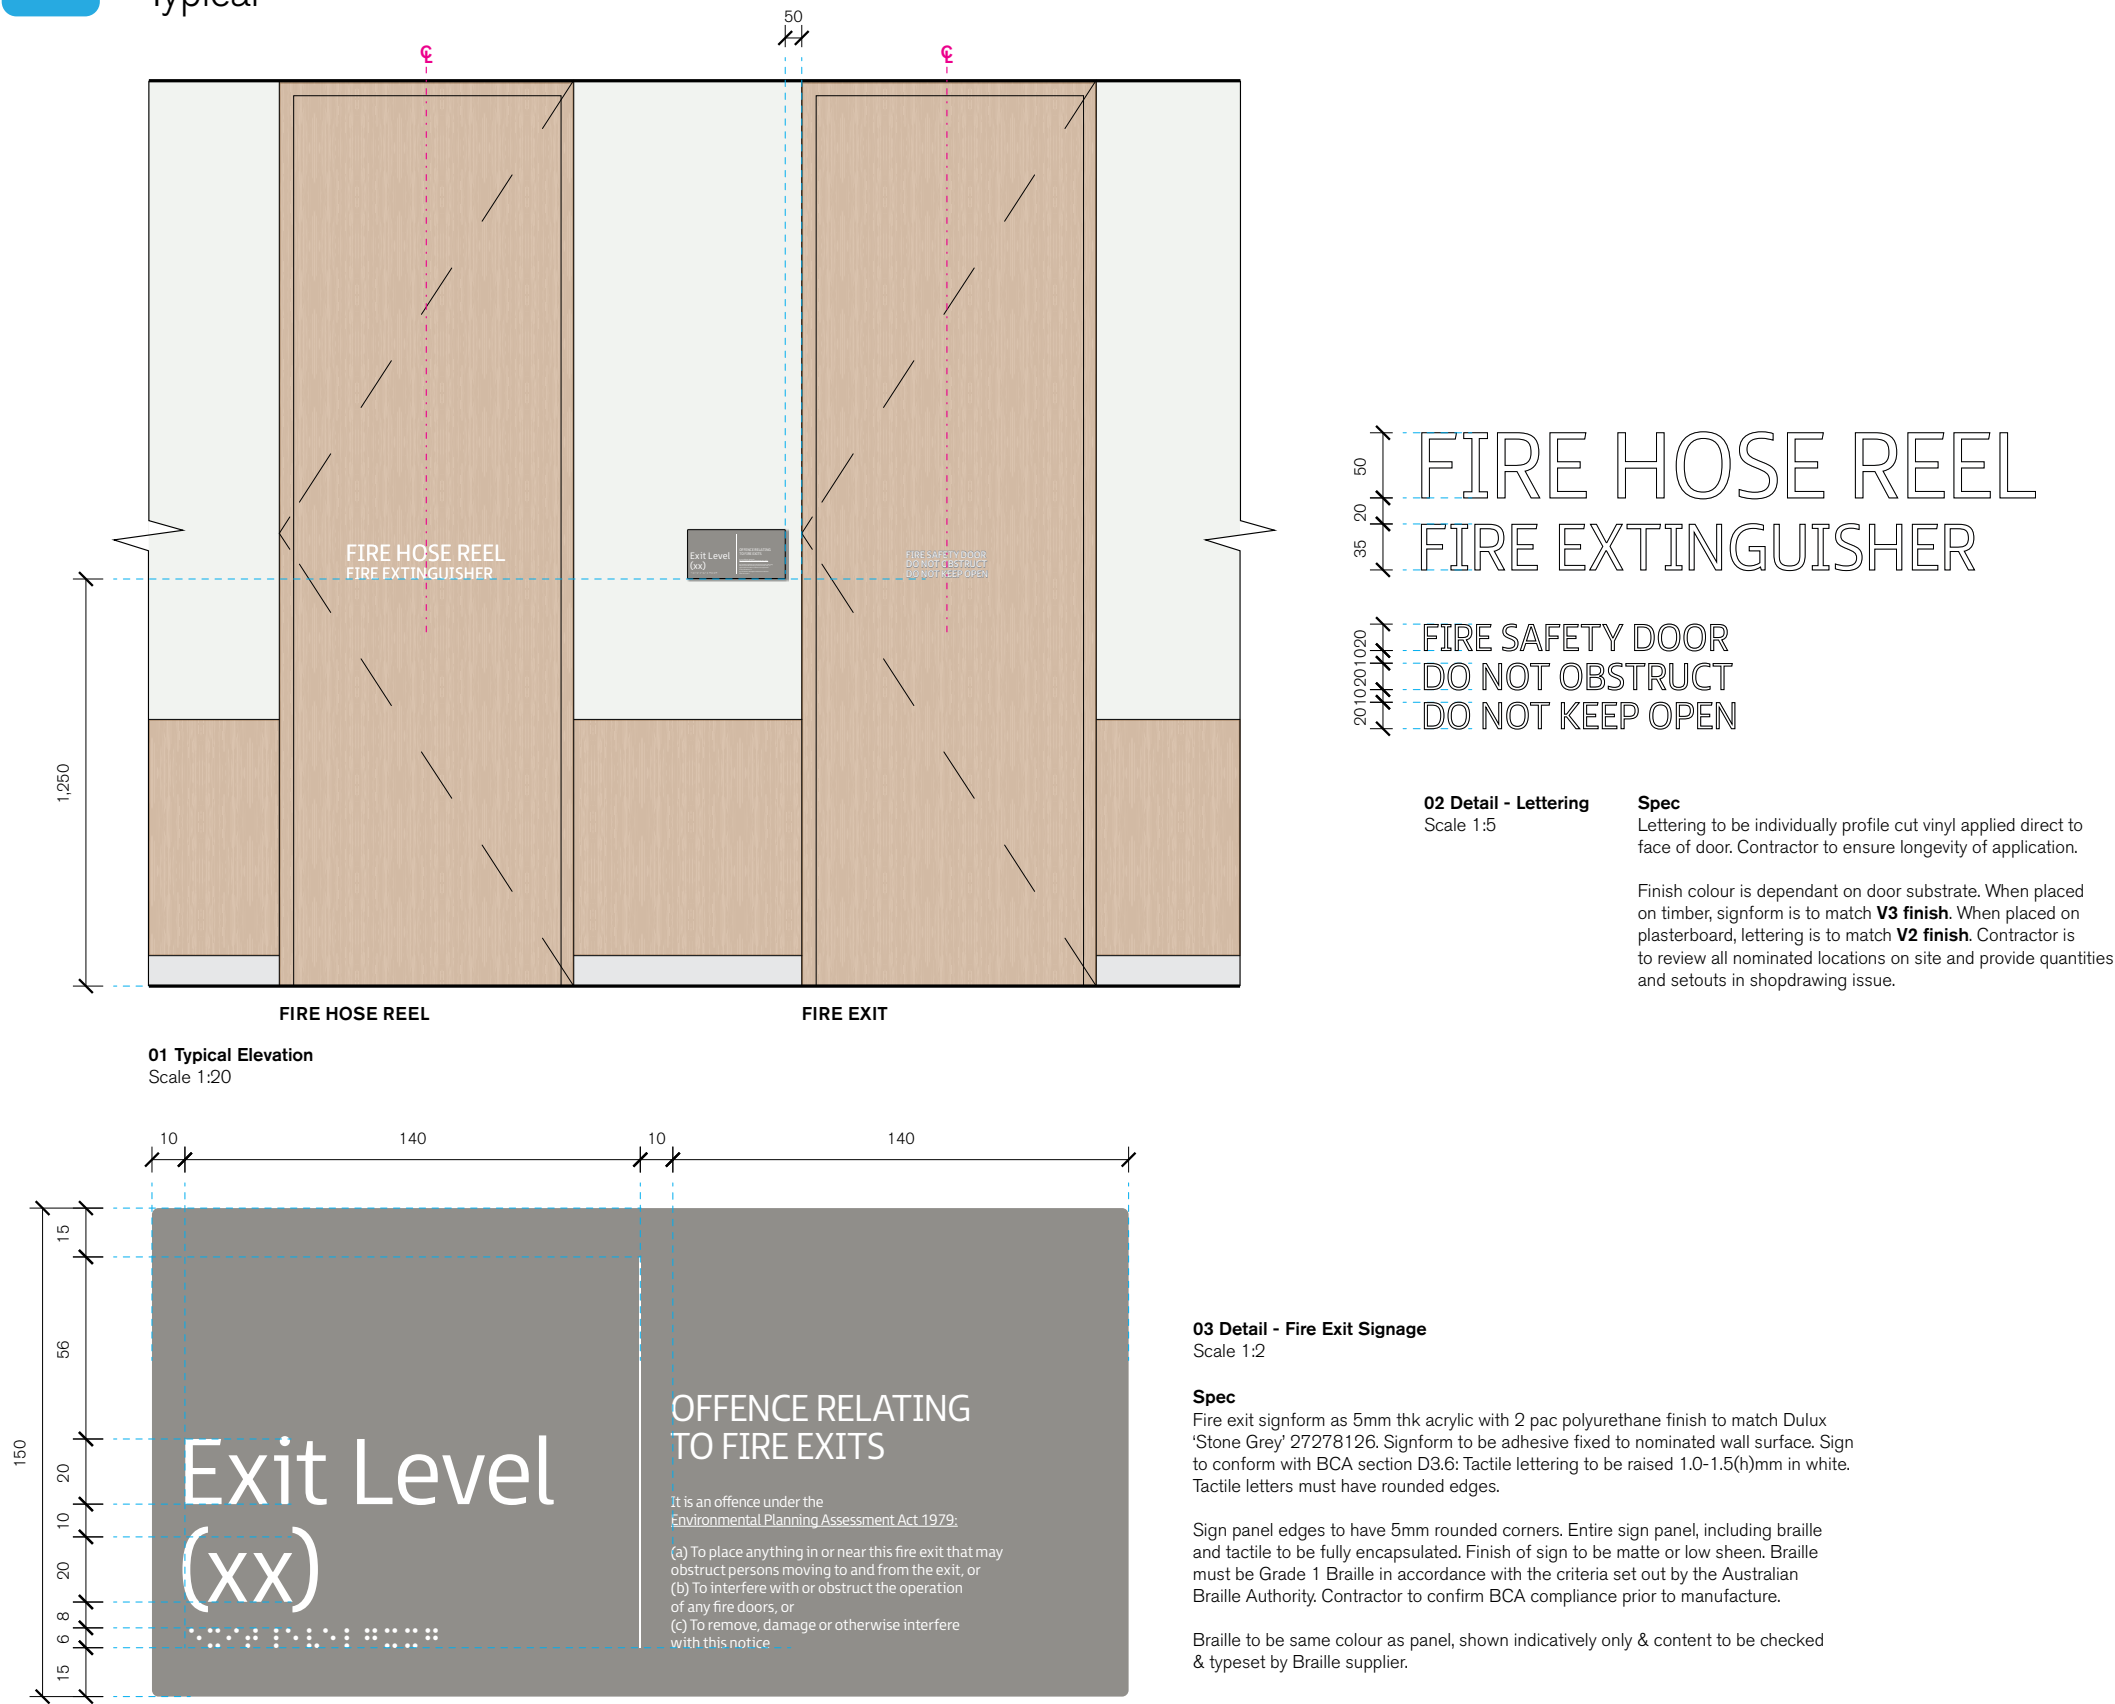 Typical
50
℄
℄
FIRE HOSE REEL
FIRE EXTINGUISHER
Exit Level
(xx)
FIRE SAFETY DOOR
DO NOT OBSTRUCT
DO NOT KEEP OPEN
1,250
FIRE HOSE REEL
FIRE EXIT
01 Typical Elevation
Scale 1:20
50
20
35
FIRE HOSE REEL
FIRE EXTINGUISHER
20
10
20
10
20
FIRE SAFETY DOOR
DO NOT OBSTRUCT
DO NOT KEEP OPEN
02 Detail - Lettering
Scale 1:5
Spec
Lettering to be individually profile cut vinyl applied direct to
face of door. Contractor to ensure longevity of application.
Finish colour is dependant on door substrate. When placed
on timber, signform is to match V3 finish. When placed on
plasterboard, lettering is to match V2 finish. Contractor is
to review all nominated locations on site and provide quantities
and setouts in shopdrawing issue.
10
140
10
140
150
15
56
20
10
20
8
6
15
Exit Level
(xx)
OFFENCE RELATING
TO FIRE EXITS
It is an offence under the
Environmental Planning Assessment Act 1979:
(a) To place anything in or near this fire exit that may
obstruct persons moving to and from the exit, or
(b) To interfere with or obstruct the operation
of any fire doors, or
(c) To remove, damage or otherwise interfere
with this notice
03 Detail - Fire Exit Signage
Scale 1:2
Spec
Fire exit signform as 5mm thk acrylic with 2 pac polyurethane finish to match Dulux
‘Stone Grey’ 27278126. Signform to be adhesive fixed to nominated wall surface. Sign
to conform with BCA section D3.6: Tactile lettering to be raised 1.0-1.5(h)mm in white.
Tactile letters must have rounded edges.
Sign panel edges to have 5mm rounded corners. Entire sign panel, including braille
and tactile to be fully encapsulated. Finish of sign to be matte or low sheen. Braille
must be Grade 1 Braille in accordance with the criteria set out by the Australian
Braille Authority. Contractor to confirm BCA compliance prior to manufacture.
Braille to be same colour as panel, shown indicatively only & content to be checked
& typeset by Braille supplier.